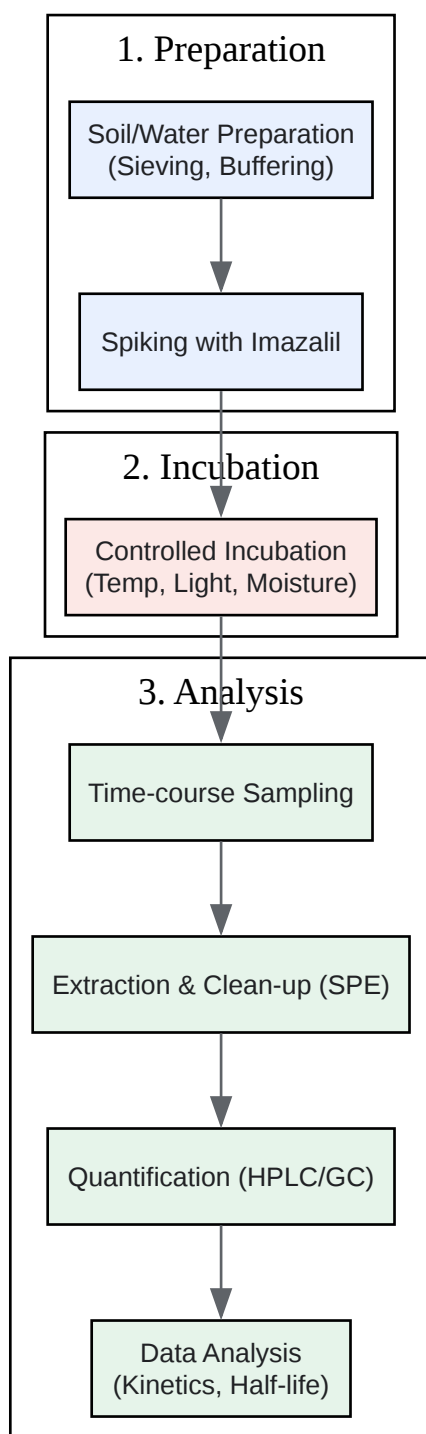 1. Preparation
Soil/Water Preparation
(Sieving, Buffering)
Spiking with Imazalil
2. Incubation
Controlled Incubation
(Temp, Light, Moisture)
3. Analysis
Time-course Sampling
Extraction & Clean-up (SPE)
Quantification (HPLC/GC)
Data Analysis
(Kinetics, Half-life)